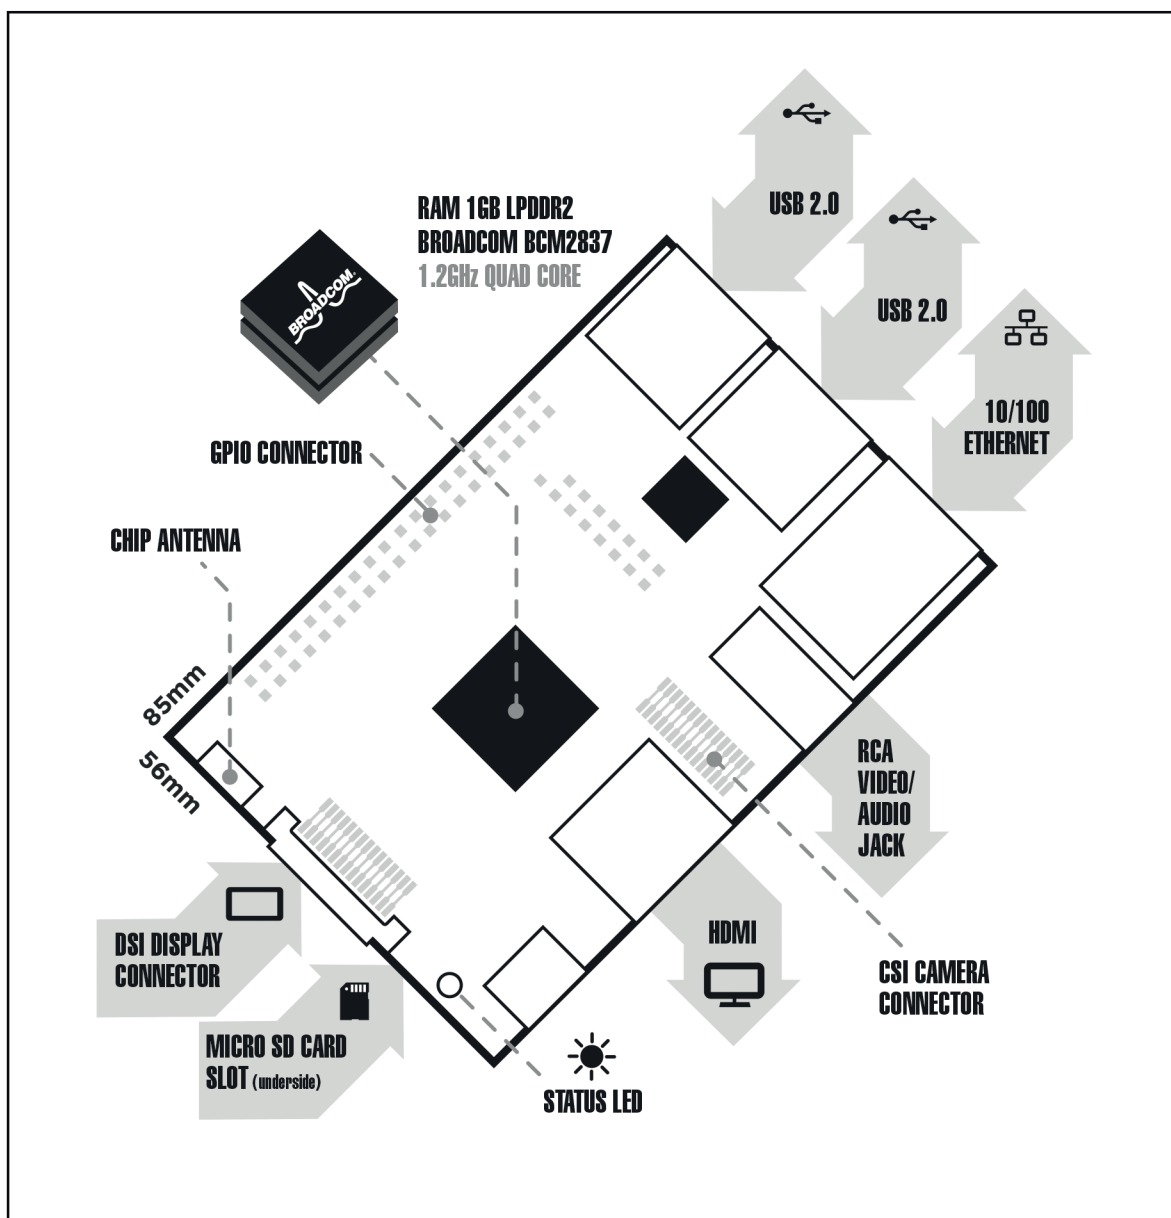 USB 2.0
RAM 1GB LPDDR2
BROADCOM BCM2837
1.2GHz QUAD CORE
BROADCOM.
USB 2.0
10/100
ETHERNET
GPIO CONNECTOR
CHIP ANTENNA
85mm
56mm
RCA
VIDEO/
AUDIO
JACK
DSI DISPLAY
CONNECTOR
HDMI
CSI CAMERA
CONNECTOR
MICRO SD CARD
SLOT (underside)
STATUS LED